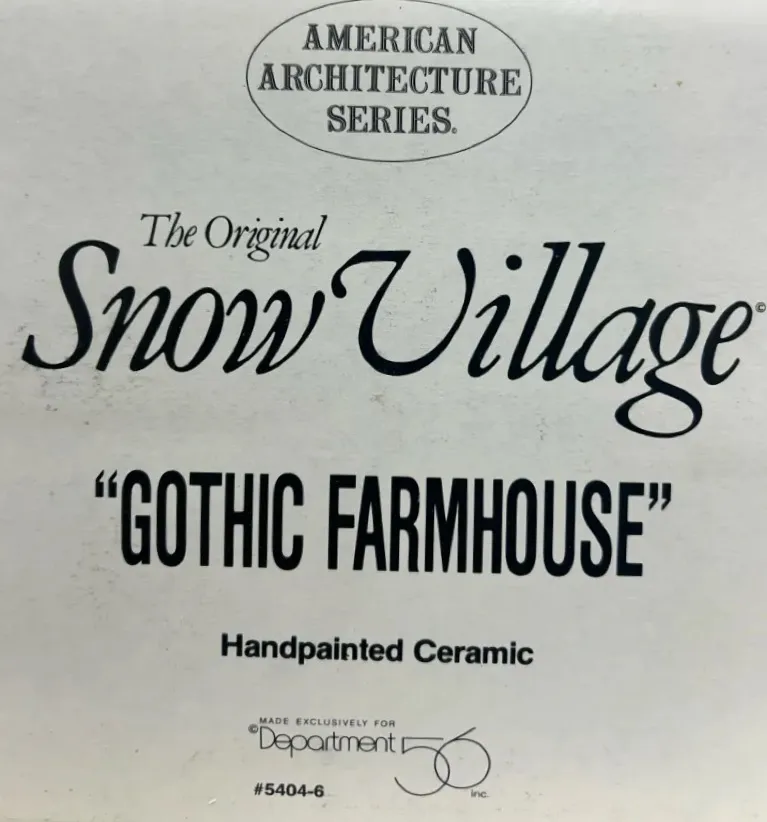 AMERICAN
ARCHITECTURE
SERIES.
The Original
Snow Village©
“GOTHIC FARMHOUSE”
Handpainted Ceramic
MADE EXCLUSIVELY FOR
©Department 56
inc.
#5404-6